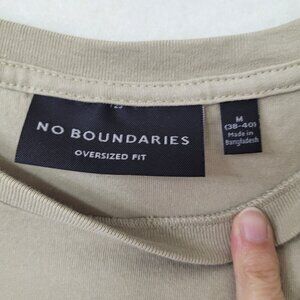 NO BOUNDARIES
OVERSIZED FIT
M
(38-40)
Made in
Bangladesh